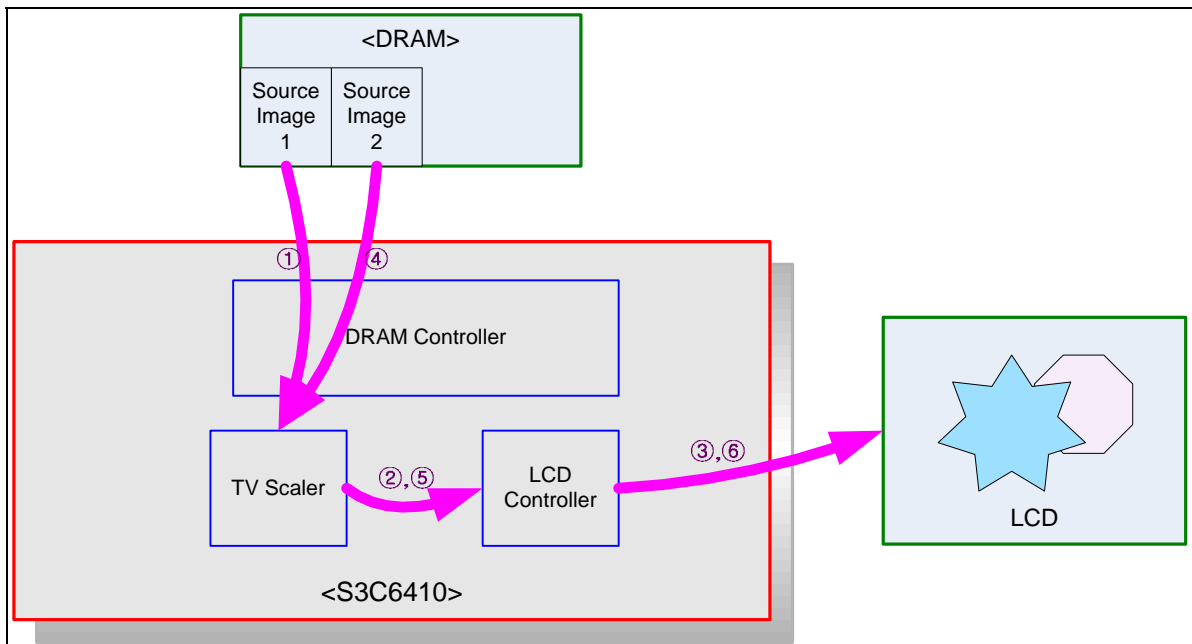 <DRAM>
Source
Image
1
Source
Image
2
①
④
DRAM Controller
TV Scaler
②,⑤
LCD
Controller
③,⑥
LCD
<S3C6410>